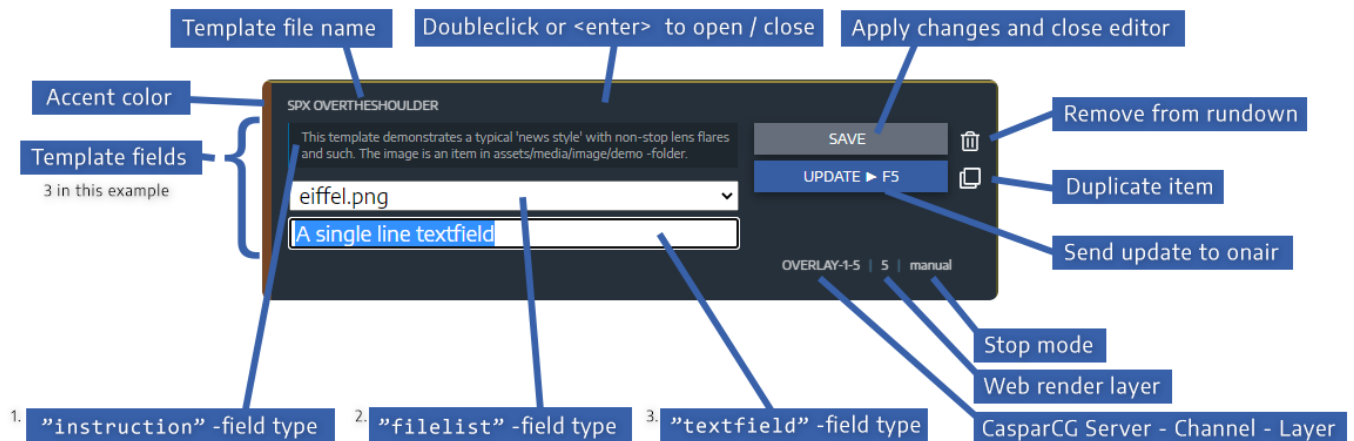 Template file name
Doubleclick or <enter> to open / close
Apply changes and close editor
Accent color
SPX OVERTHESHOULDER
Remove from rundown
This template demonstrates a typical 'news style' with non-stop lens flares
and such. The image is an item in assets/media/image/demo -folder.
SAVE
Template fields
3 in this example
UPDATE ► F5
Duplicate item
eiffel.png
A single line textfield
Send update to onair
OVERLAY-1-5 | 5 | manual
Stop mode
Web render layer
1. ”instruction” -field type
2. ”filelist” -field type
3. ”textfield” -field type
CasparCG Server - Channel - Layer